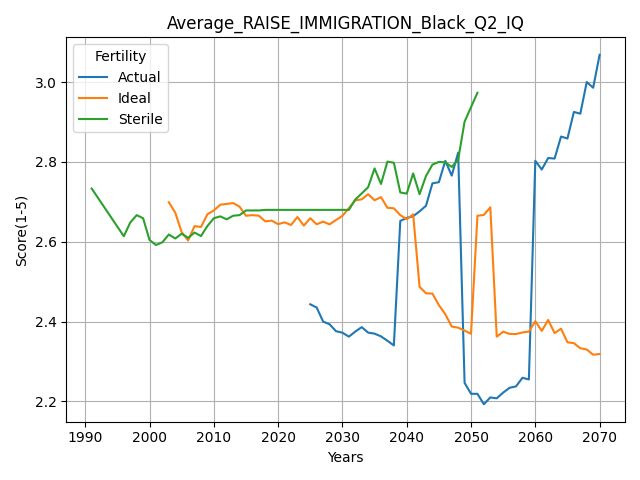 Average_RAISE_IMMIGRATION_Black_Q2_IQ
Fertility
Actual
Ideal
Sterile
Score(1-5)
3.0
2.8
2.6
2.4
2.2
1990 2000 2010 2020 2030 2040 2050 2060 2070
Years